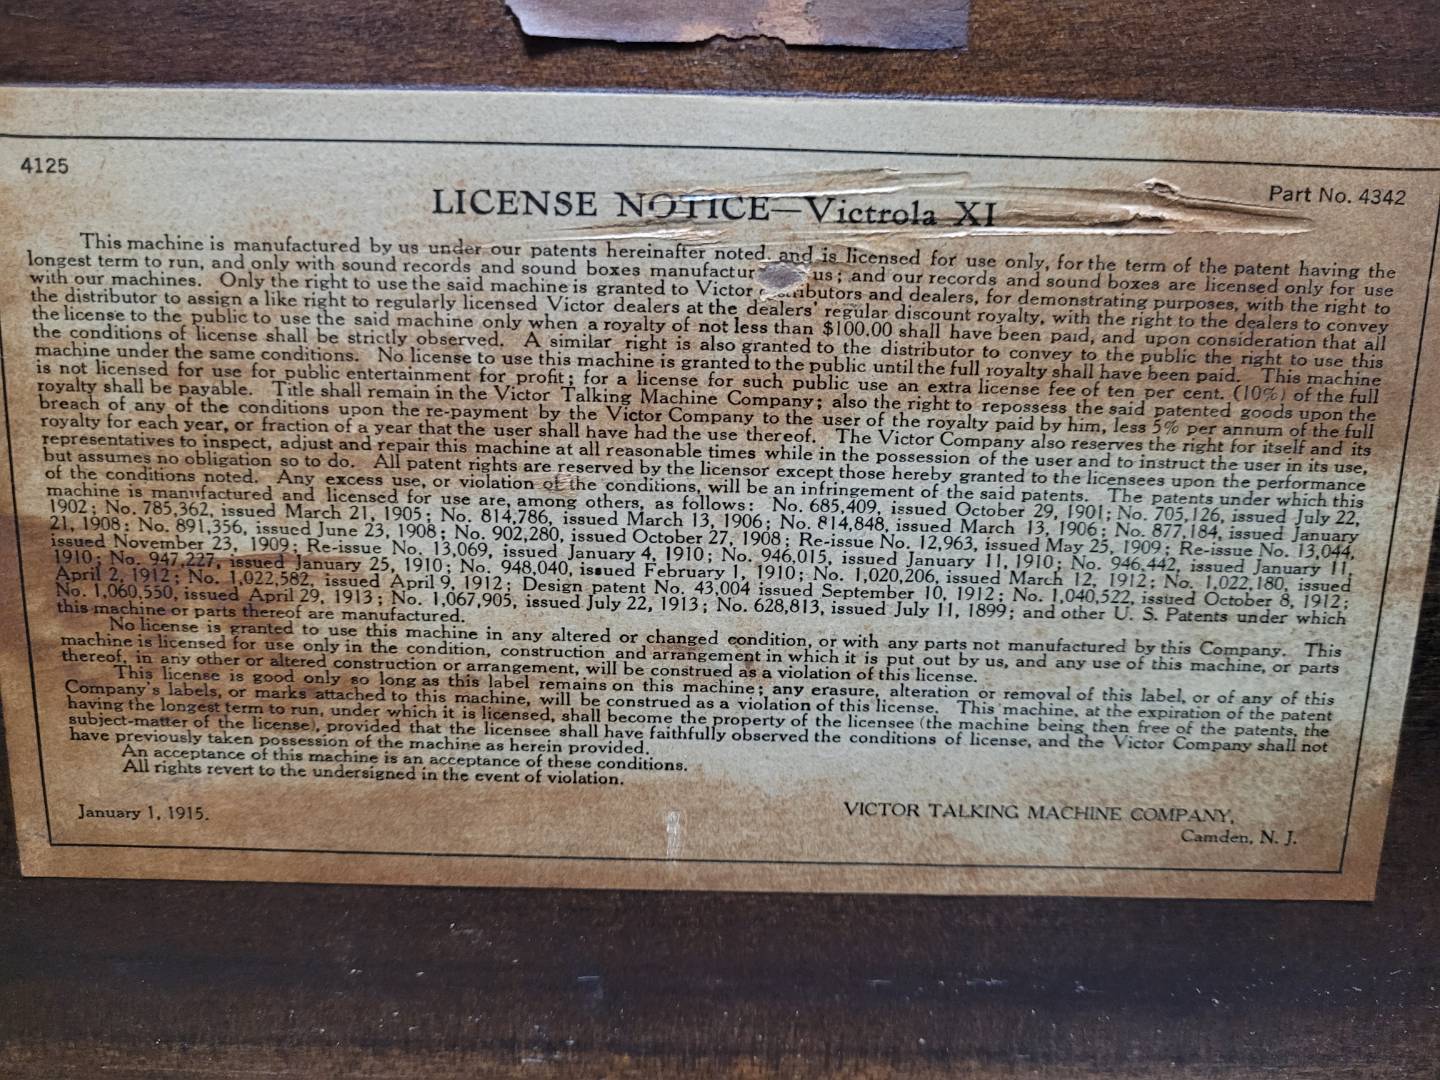 4125
Part No. 4342
LICENSE NOTICE—Victrola XI
This machine is manufactured by us under our patents hereinafter noted, and is licensed for use only, for the term of the patent having the
longest term to run, and only with sound records and sound boxes manufactur us; and our records and sound boxes are licensed only for use
with our machines. Only the right to use the said machine is granted to Victor ributors and dealers, for demonstrating purposes, with the right to
the distributor to assign a like right to regularly licensed Victor dealers at the dealers' regular discount royalty, with the right to the dealers to convey
the license to the public to use the said machine only when a royalty of not less than $100.00 shall have been paid, and upon consideration that all
the conditions of license shall be strictly observed. A similar right is also granted to the distributor to convey to the public the right to use this
machine under the same conditions. No license to use this machine is granted to the public until the full royalty shall have been paid. This machine
is not licensed for use for public entertainment for profit; for a license for such public use an extra license fee of ten per cent. (10%) of the full
royalty shall be payable. Title shall remain in the Victor Talking Machine Company; also the right to repossess the said patented goods upon the
breach of any of the conditions upon the re-payment by the Victor Company to the user of the royalty paid by him, less 5% per annum of the full
royalty for each year, or fraction of a year that the user shall have had the use thereof. The Victor Company also reserves the right for itself and its
representatives to inspect, adjust and repair this machine at all reasonable times while in the possession of the user and to instruct the user in its use,
but assumes no obligation so to do. All patent rights are reserved by the licensor except those hereby granted to the licensees upon the performance
of the conditions noted. Any excess use, or violation of the conditions, will be an infringement of the said patents. The patents under which this
machine is manufactured and licensed for use are, among others, as follows: No. 685,409, issued October 29, 1901; No. 705,126, issued July 22,
1902; No. 785,362, issued March 21, 1905; No. 814,786, issued March 13, 1906; No. 814,848, issued March 13, 1906; No. 877,184, issued January
21, 1908; No. 891,356, issued June 23, 1908; No. 902,280, issued October 27, 1908; Re-issue No. 12,963, issued May 25, 1909; Re-issue No. 13,044,
issued November 23, 1909; Re-issue No. 13,069, issued January 4, 1910; No. 946,015, issued January 11, 1910; No. 946,442, issued January 11,
1910; No. 947,227, issued January 25, 1910; No. 948,040, issued February 1, 1910; No. 1,020,206, issued March 12, 1912; No. 1,022,180, issued
April 2, 1912; No. 1,022,582, issued April 9, 1912; Design patent No. 43,004 issued September 10, 1912; No. 1,040,522, issued October 8, 1912;
No. 1,060,550, issued April 29, 1913; No. 1,067,905, issued July 22, 1913; No. 628,813, issued July 11, 1899; and other U. S. Patents under which
this machine or parts thereof are manufactured.
No license is granted to use this machine in any altered or changed condition, or with any parts not manufactured by this Company. This
machine is licensed for use only in the condition, construction and arrangement in which it is put out by us, and any use of this machine, or parts
thereof, in any other or altered construction or arrangement, will be construed as a violation of this license.
This license is good only so long as this label remains on this machine; any erasure, alteration or removal of this label, or of any of this
Company's labels, or marks attached to this machine, will be construed as a violation of this license. This machine, at the expiration of the patent
having the longest term to run, under which it is licensed, shall become the property of the licensee (the machine being then free of the patents, the
subject-matter of the license), provided that the licensee shall have faithfully observed the conditions of license, and the Victor Company shall not
have previously taken possession of the machine as herein provided.
An acceptance of this machine is an acceptance of these conditions.
All rights revert to the undersigned in the event of violation.
January 1, 1915.
VICTOR TALKING MACHINE COMPANY,
Camden, N. J.